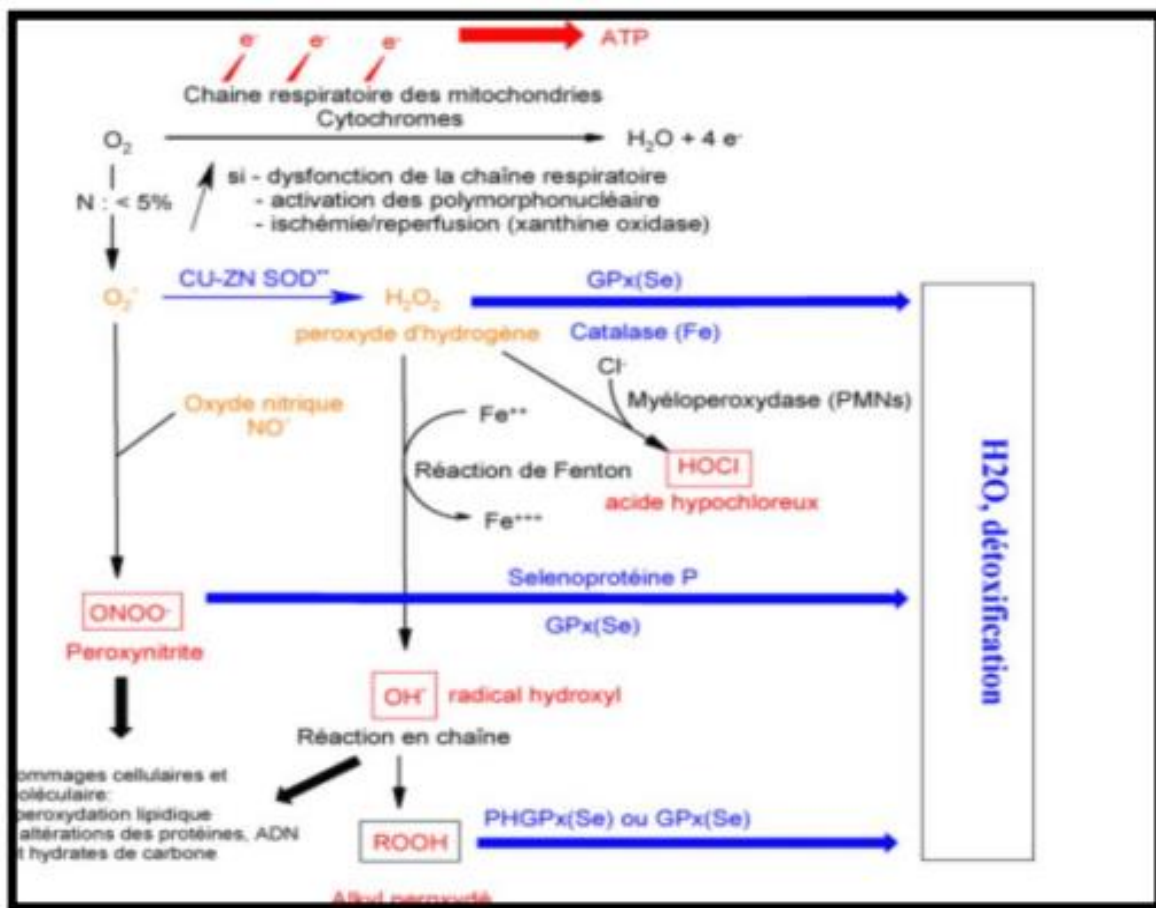 e- e- e- ATP
Chaine respiratoire des mitochondries
Cytochromes
O₂ H₂O + 4 e-
si - dysfonction de la chaîne respiratoire
N : < 5% - activation des polymorphonucléaire
- ischémie/reperfusion (xanthine oxidase)
CU-ZN SOD GPx(Se)
O₂ H₂O₂
peroxyde d'hydrogène Catalase (Fe)
Cl-
Oxyde nitrique Fe⁺⁺ Myéloperoxydase (PMNs)
NO
Réaction de Fenton HOCl
acide hypochloreux
Fe⁺⁺⁺
Selenoprotéine P
ONOO- GPx(Se)
Peroxynitrite
OH radical hydroxyl
Réaction en chaîne
ommages cellulaires et
oléculaire:
peroxydation lipidique
altérations des protéines, ADN
t hydrates de carbone
PHGPx(Se) ou GPx(Se)
ROOH
Alkyl peroxydé
H2O, détoxification